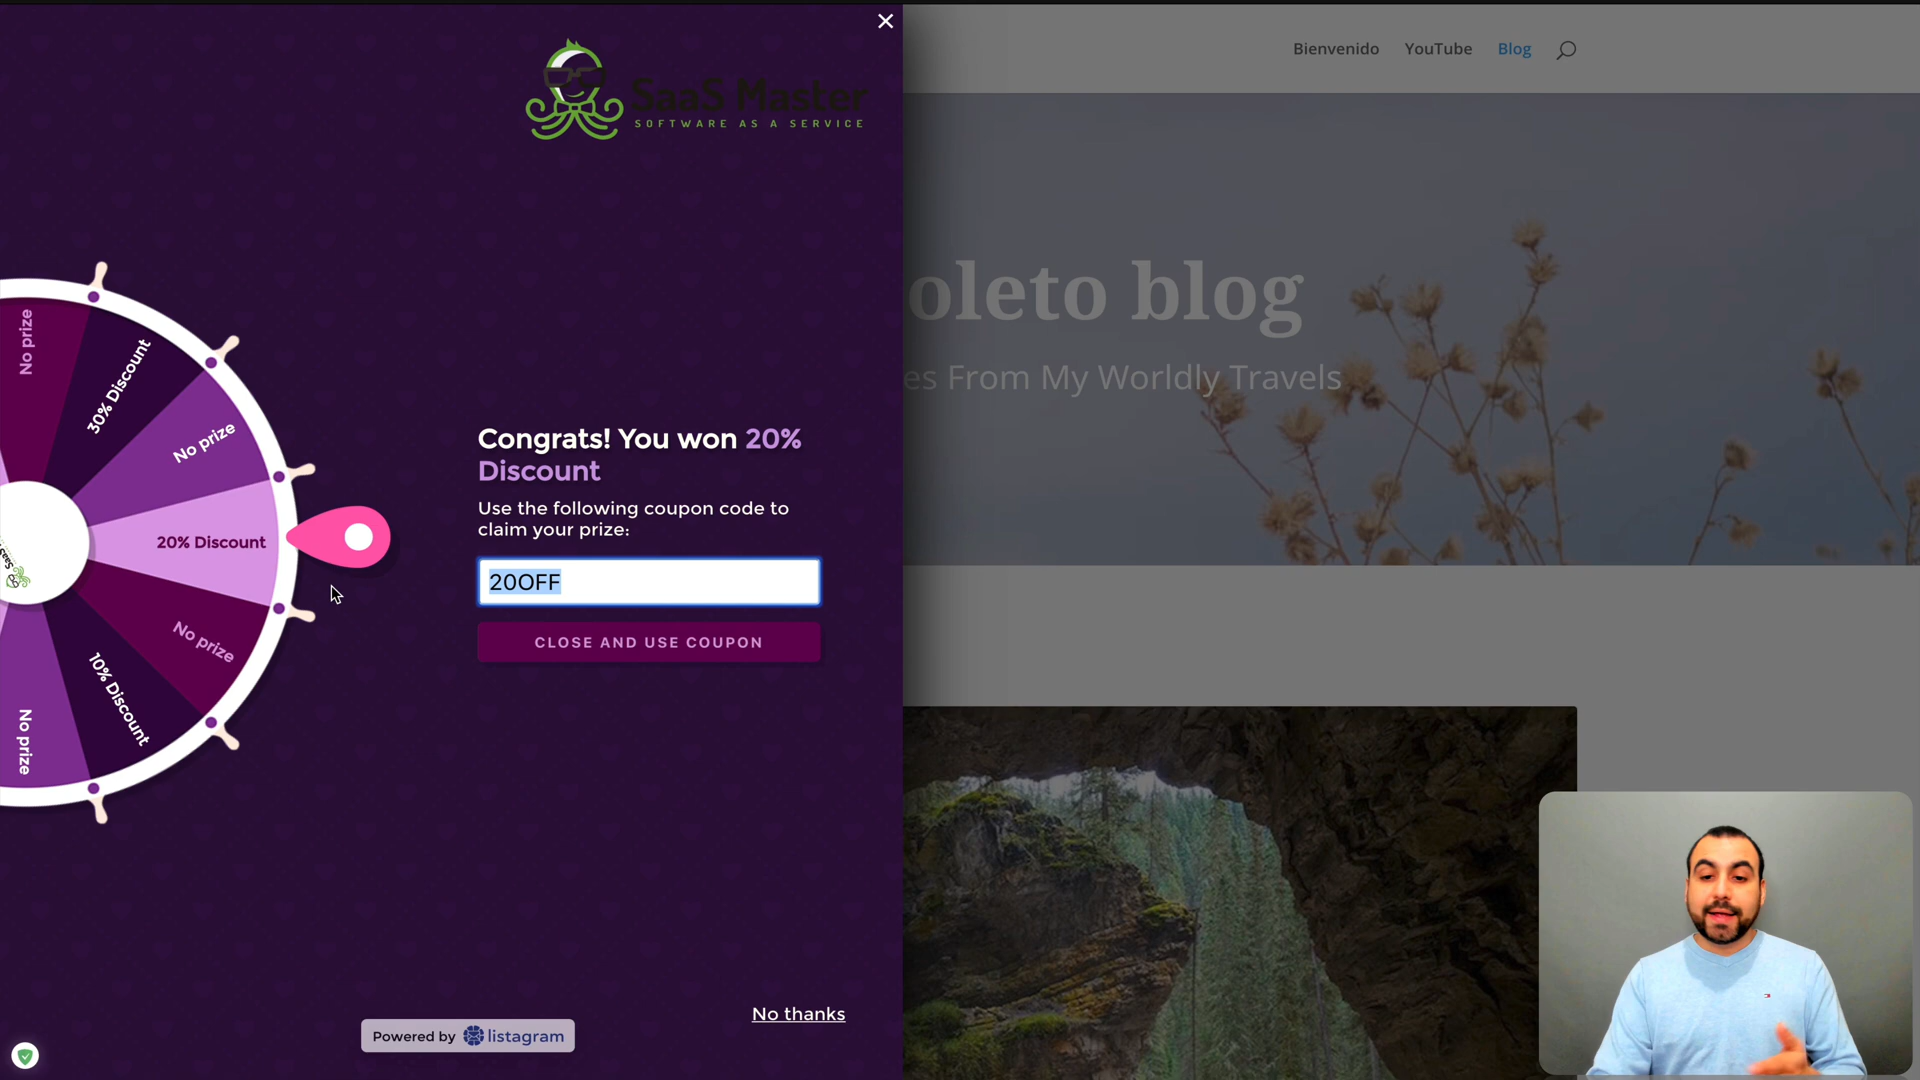 Bienvenido YouTube Blog
SaaS Master
SOFTWARE AS A SERVICE
oleto blog
es From My Worldly Travels
No prize
30% Discount
No prize
20% Discount
No prize
10% Discount
No prize
Congrats! You won 20%
Discount
Use the following coupon code to
claim your prize:
20OFF
CLOSE AND USE COUPON
No thanks
Powered by listagram